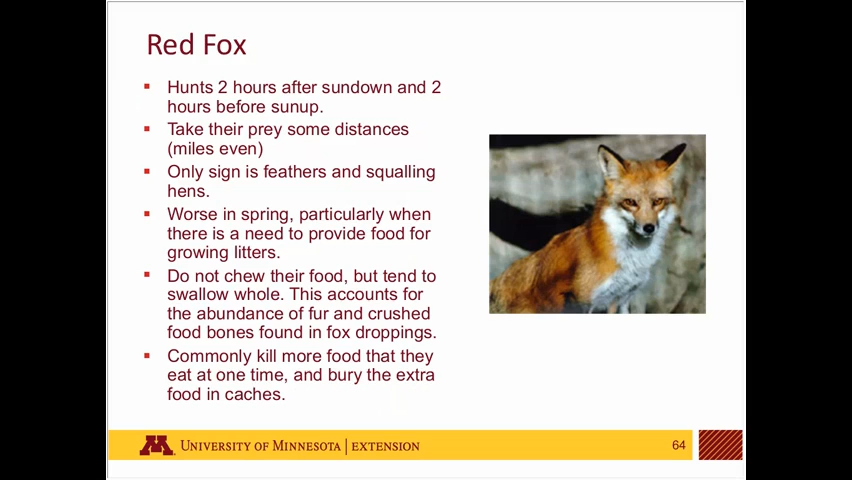 Red Fox
▪ Hunts 2 hours after sundown and 2
hours before sunup.
▪ Take their prey some distances
(miles even)
▪ Only sign is feathers and squalling
hens.
▪ Worse in spring, particularly when
there is a need to provide food for
growing litters.
▪ Do not chew their food, but tend to
swallow whole. This accounts for
the abundance of fur and crushed
food bones found in fox droppings.
▪ Commonly kill more food that they
eat at one time, and bury the extra
food in caches.
M UNIVERSITY OF MINNESOTA | EXTENSION
64